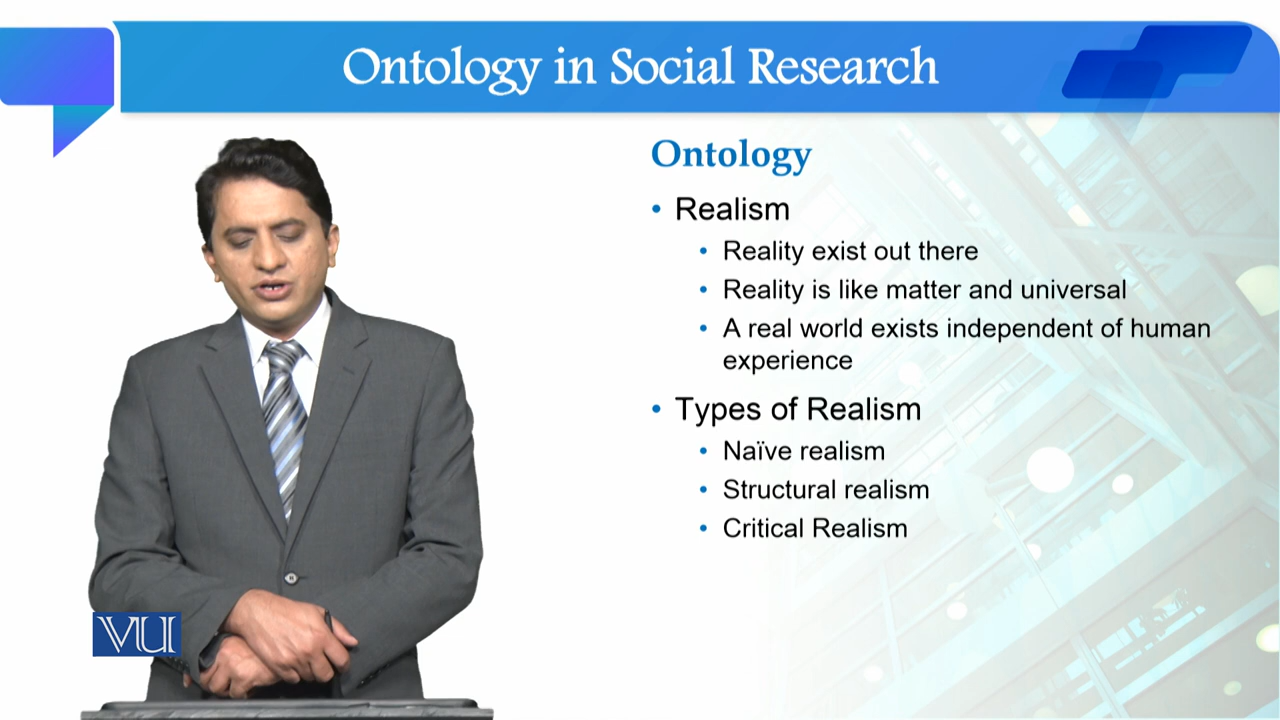 Ontology in Social Research
Ontology
• Realism
• Reality exist out there
• Reality is like matter and universal
• A real world exists independent of human
experience
• Types of Realism
• Naïve realism
• Structural realism
• Critical Realism
VU